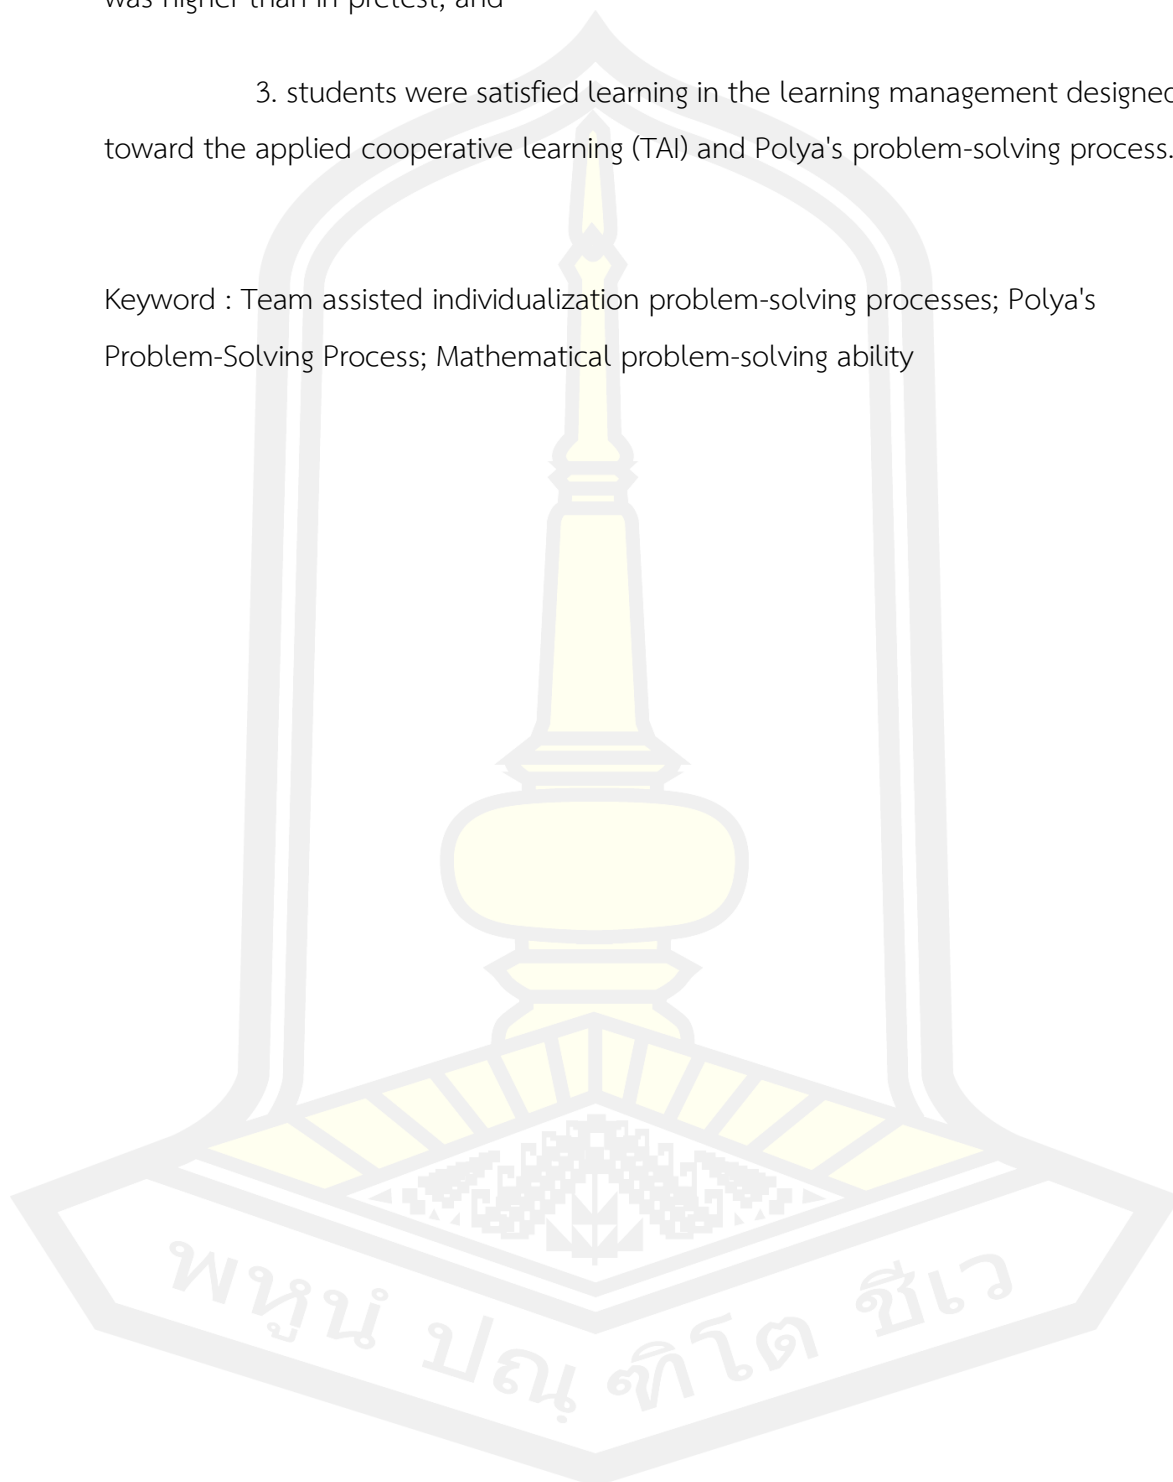 was higher than in pretest; and
3. students were satisfied learning in the learning management designed
toward the applied cooperative learning (TAI) and Polya's problem-solving process.
Keyword : Team assisted individualization problem-solving processes; Polya's
Problem-Solving Process; Mathematical problem-solving ability
พหูนํ ปณฺฑิโต ชีเว